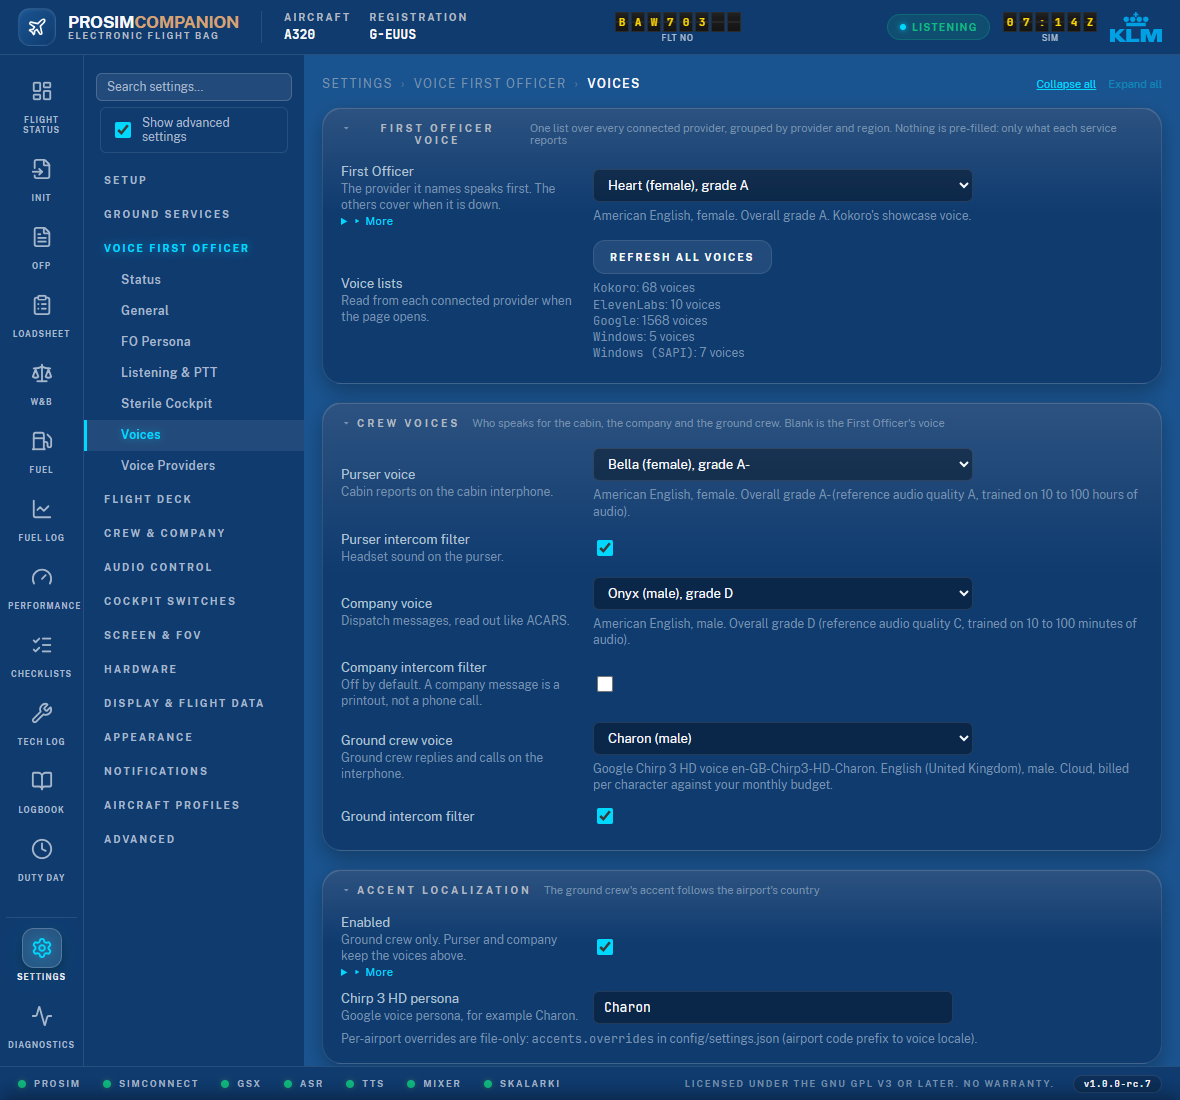 PROSIMCOMPANION
ELECTRONIC FLIGHT BAG
AIRCRAFT
A320
REGISTRATION
G-EUUS
BAW703
FLT NO
LISTENING
07:14Z
SIM
KLM
FLIGHT STATUS
INIT
OFP
LOADSHEET
W&B
FUEL
FUEL LOG
PERFORMANCE
CHECKLISTS
TECH LOG
LOGBOOK
DUTY DAY
SETTINGS
DIAGNOSTICS
Search settings...
Show advanced
settings
SETUP
GROUND SERVICES
VOICE FIRST OFFICER
Status
General
FO Persona
Listening & PTT
Sterile Cockpit
Voices
Voice Providers
FLIGHT DECK
CREW & COMPANY
AUDIO CONTROL
COCKPIT SWITCHES
SCREEN & FOV
HARDWARE
DISPLAY & FLIGHT DATA
APPEARANCE
NOTIFICATIONS
AIRCRAFT PROFILES
ADVANCED
SETTINGS › VOICE FIRST OFFICER › VOICES
Collapse all Expand all
FIRST OFFICER
VOICE
One list over every connected provider, grouped by provider and region. Nothing is pre-filled: only what each service
reports
First Officer
The provider it names speaks first. The
others cover when it is down.
More
Heart (female), grade A
American English, female. Overall grade A. Kokoro's showcase voice.
Voice lists
Read from each connected provider when
the page opens.
REFRESH ALL VOICES
Kokoro: 68 voices
ElevenLabs: 10 voices
Google: 1568 voices
Windows: 5 voices
Windows (SAPI): 7 voices
CREW VOICES Who speaks for the cabin, the company and the ground crew. Blank is the First Officer's voice
Purser voice
Cabin reports on the cabin interphone.
Bella (female), grade A-
American English, female. Overall grade A- (reference audio quality A, trained on 10 to 100 hours of
audio).
Purser intercom filter
Headset sound on the purser.
Company voice
Dispatch messages, read out like ACARS.
Onyx (male), grade D
American English, male. Overall grade D (reference audio quality C, trained on 10 to 100 minutes of
audio).
Company intercom filter
Off by default. A company message is a
printout, not a phone call.
Ground crew voice
Ground crew replies and calls on the
interphone.
Charon (male)
Google Chirp 3 HD voice en-GB-Chirp3-HD-Charon. English (United Kingdom), male. Cloud, billed
per character against your monthly budget.
Ground intercom filter
ACCENT LOCALIZATION The ground crew's accent follows the airport's country
Enabled
Ground crew only. Purser and company
keep the voices above.
More
Chirp 3 HD persona
Google voice persona, for example Charon.
Charon
Per-airport overrides are file-only: accents.overrides in config/settings.json (airport code prefix to voice locale).
PROSIM
SIMCONNECT
GSX
ASR
TTS
MIXER
SKALARKI
LICENSED UNDER THE GNU GPL V3 OR LATER. NO WARRANTY.
v1.0.0-rc.7